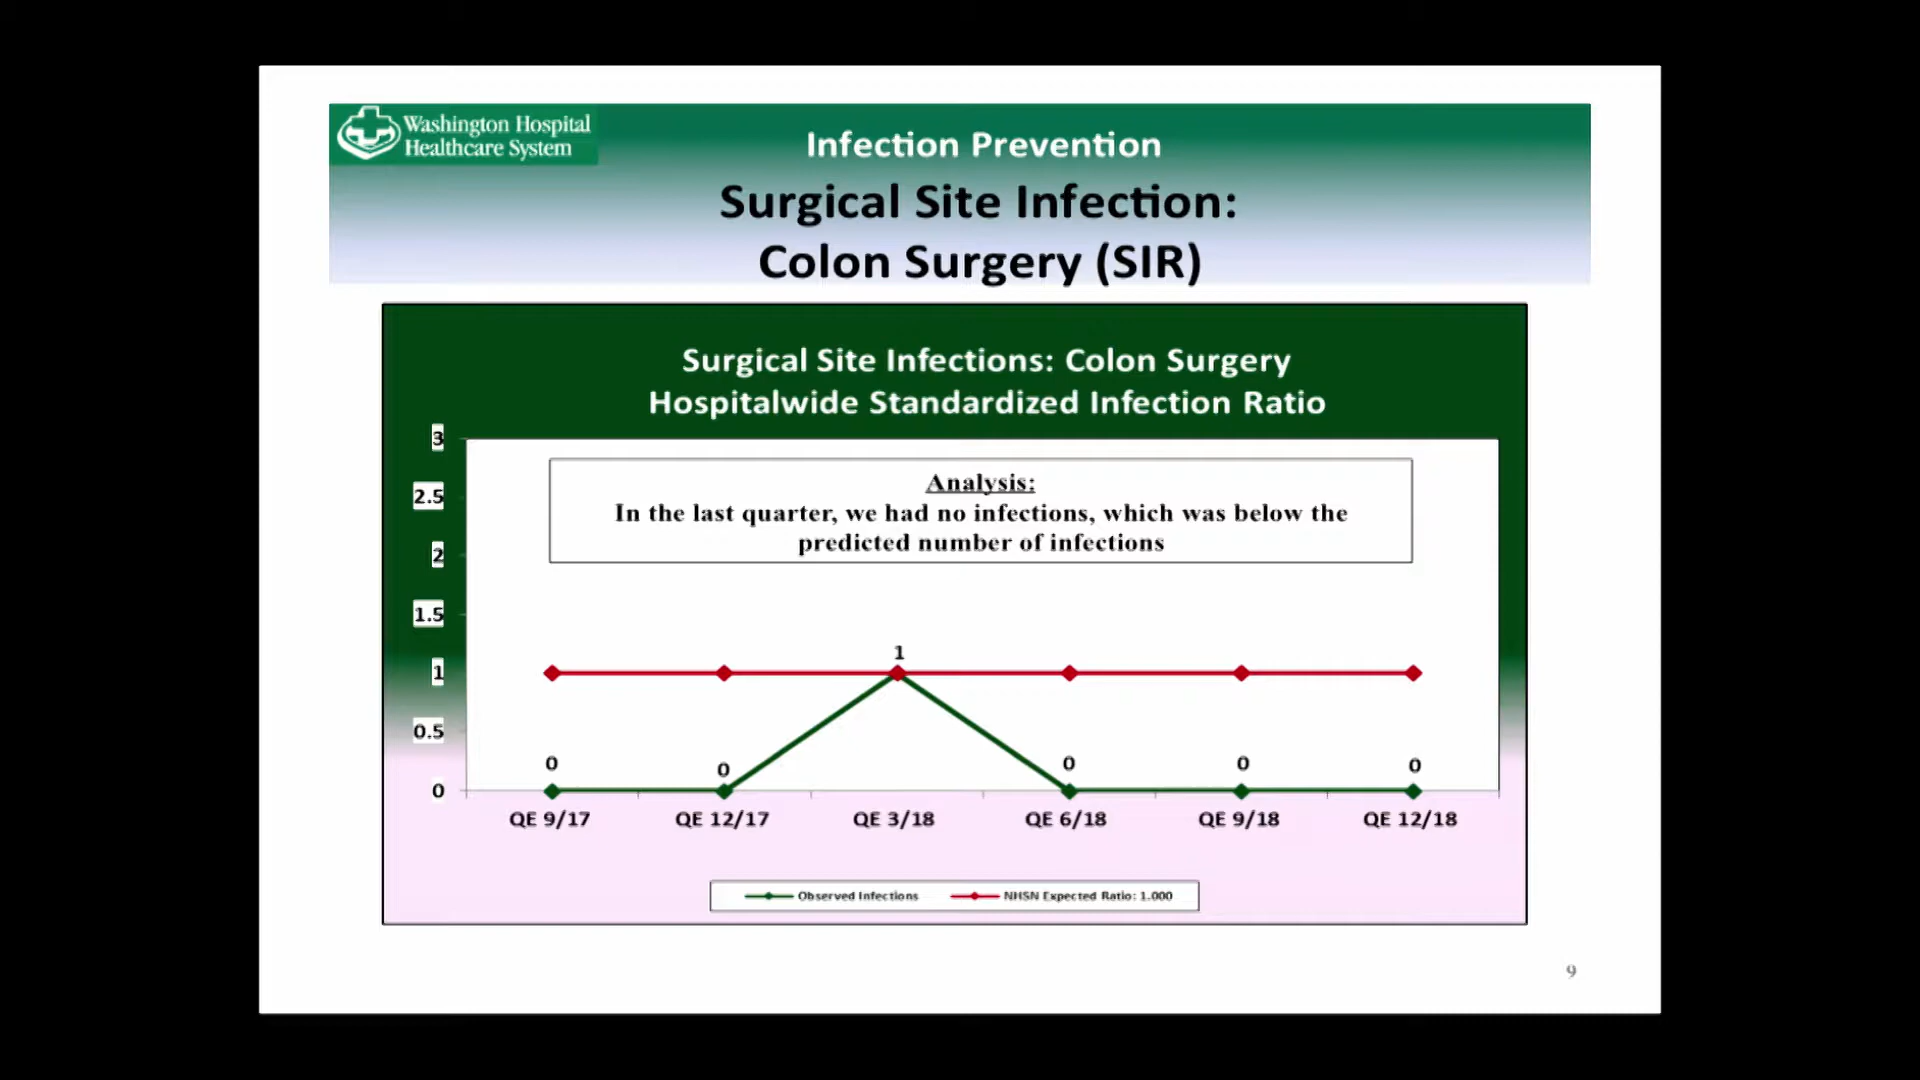 Washington Hospital
Healthcare System
Infection Prevention
Surgical Site Infection:
Colon Surgery (SIR)
Surgical Site Infections: Colon Surgery
Hospitalwide Standardized Infection Ratio
3
2.5
2
1.5
1
0.5
0
Analysis:
In the last quarter, we had no infections, which was below the
predicted number of infections
1
0
0
0
0
0
QE 9/17
QE 12/17
QE 3/18
QE 6/18
QE 9/18
QE 12/18
Observed Infections
NHSN Expected Ratio: 1.000
9